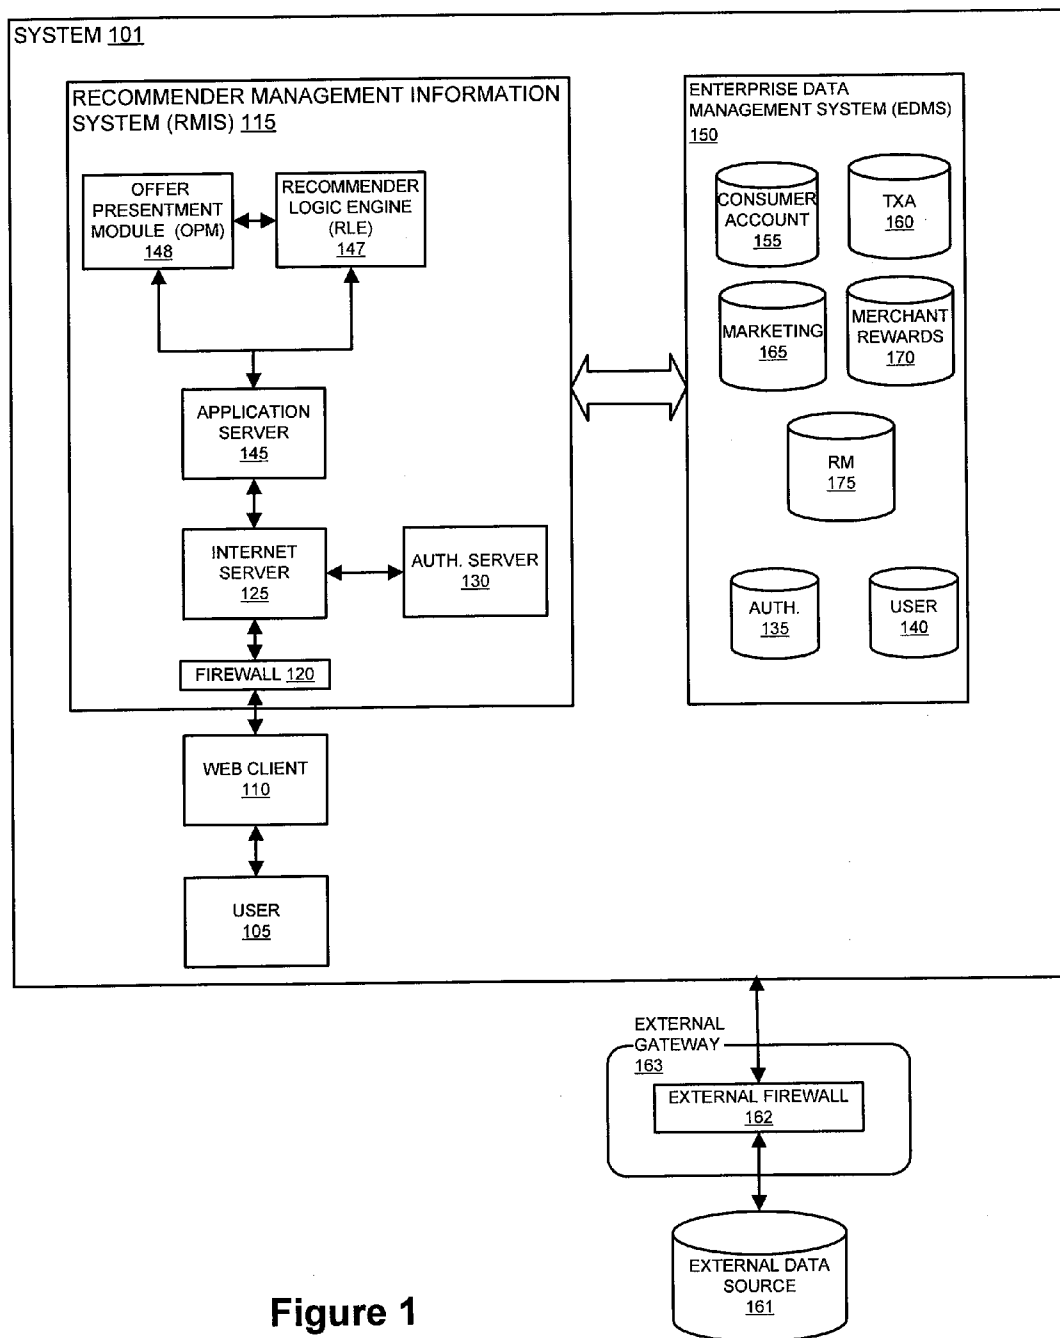 SYSTEM 101
RECOMMENDER MANAGEMENT INFORMATION
SYSTEM (RMIS) 115
OFFER
PRESENTMENT
MODULE (OPM)
148
RECOMMENDER
LOGIC ENGINE
(RLE)
147
APPLICATION
SERVER
145
INTERNET
SERVER
125
AUTH. SERVER
130
FIREWALL 120
WEB CLIENT
110
USER
105
ENTERPRISE DATA
MANAGEMENT SYSTEM (EDMS)
150
CONSUMER
ACCOUNT
155
TXA
160
MARKETING
165
MERCHANT
REWARDS
170
RM
175
AUTH.
135
USER
140
EXTERNAL
GATEWAY
163
EXTERNAL FIREWALL
162
EXTERNAL DATA
SOURCE
161
Figure 1